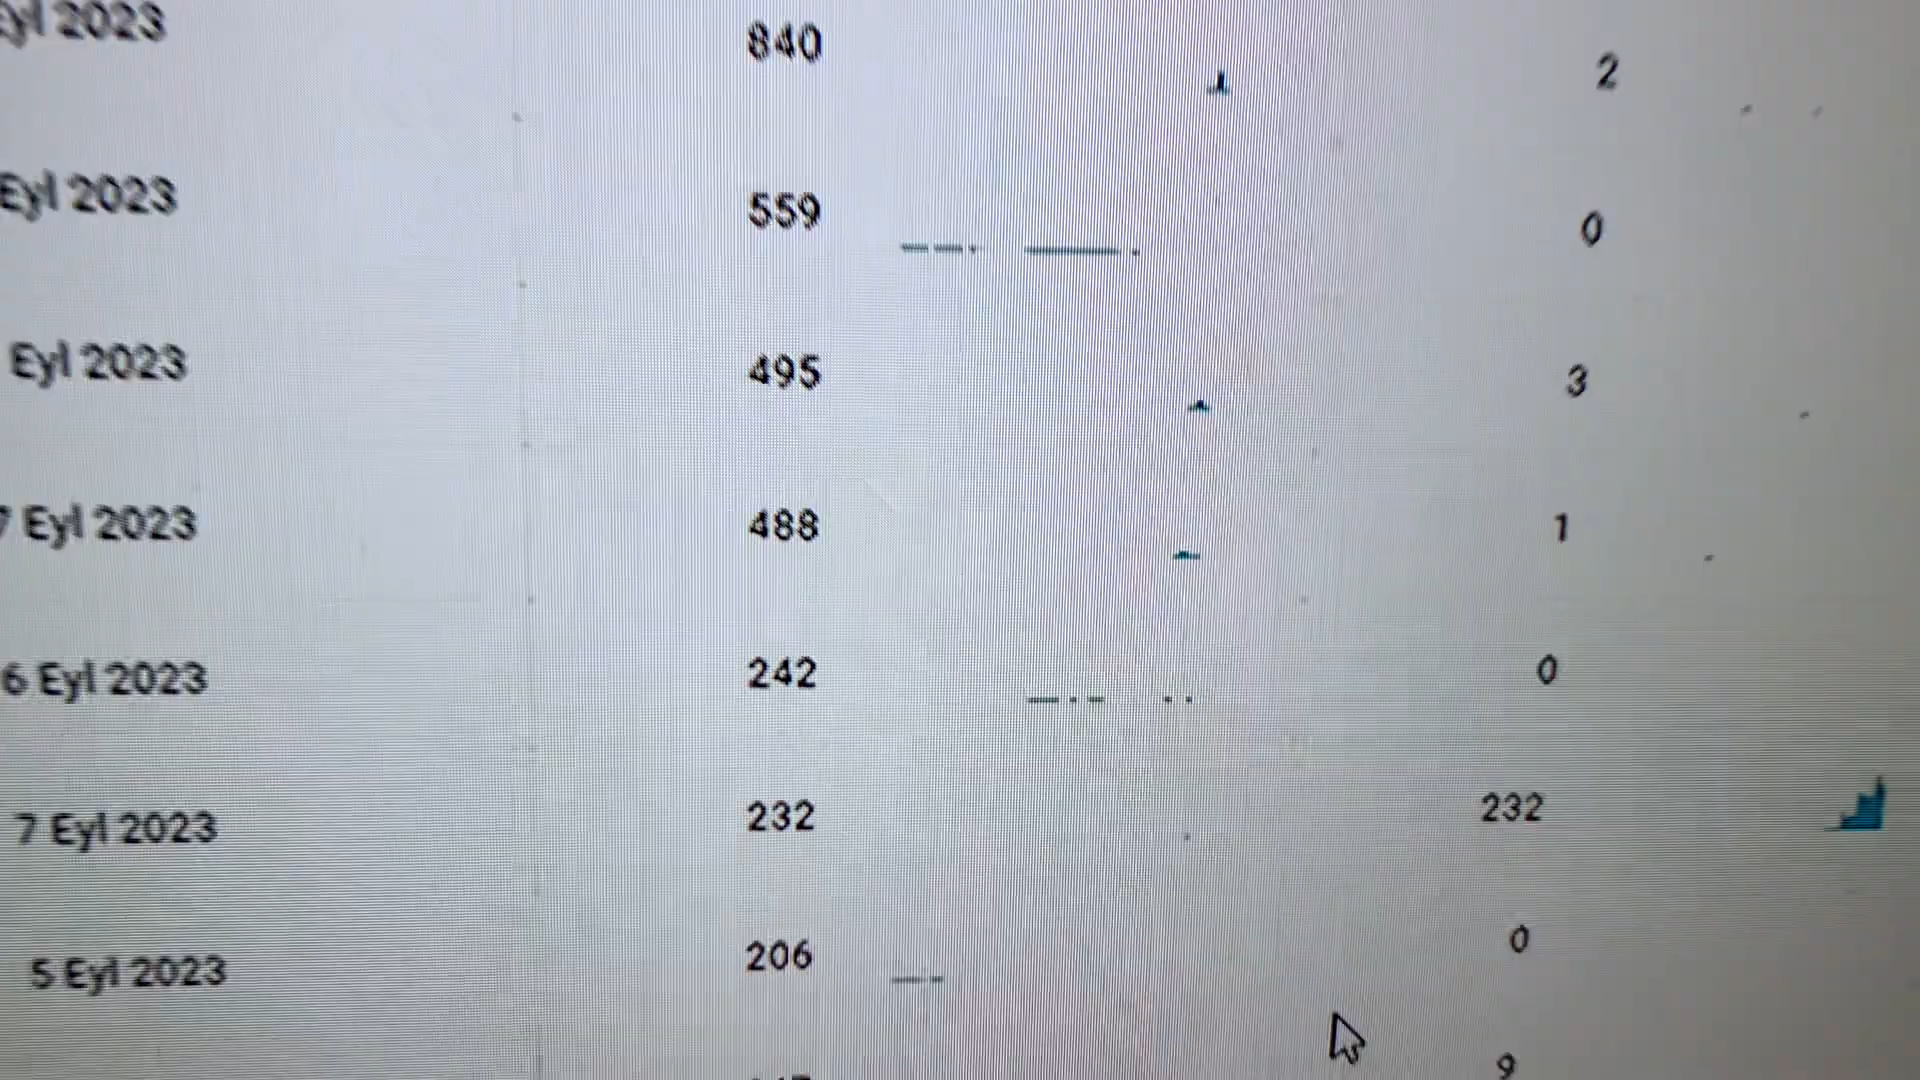 Eyl 2023 840 2
Eyl 2023 559 0
Eyl 2023 495 3
7 Eyl 2023 488 1
6 Eyl 2023 242 0
7 Eyl 2023 232 232
5 Eyl 2023 206 0
9